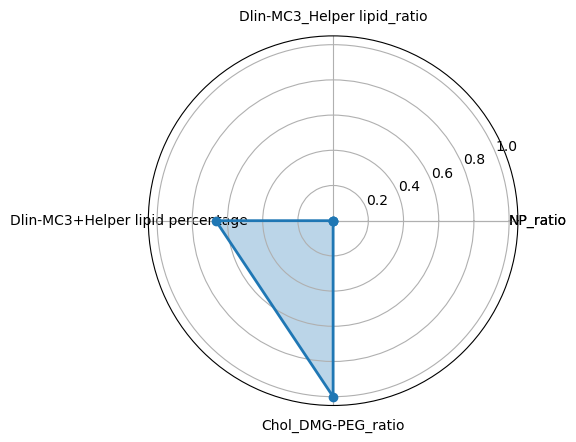 Dlin-MC3_Helper lipid_ratio
1.0
0.8
0.6
0.4
0.2
Dlin-MC3+Helper lipid percentage
NP_ratio
Chol_DMG-PEG_ratio